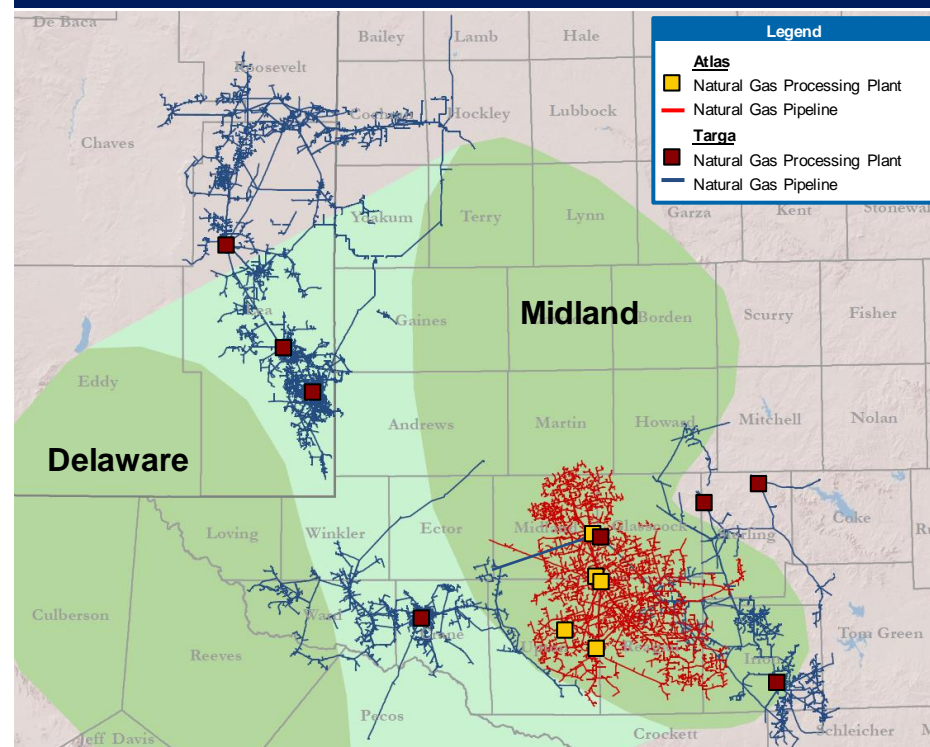 De Baca
Bailey
Lamb
Hale
Roosevelt
Cochran
Hockley
Lubbock
Chaves
Yoakum
Terry
Lynn
Garza
Kent
Lea
Gaines
Borden
Scurry
Fisher
Midland
Eddy
Andrews
Martin
Howard
Mitchell
Nolan
Delaware
Loving
Winkler
Ector
Midland
Glasscock
Sterling
Coke
Culberson
Ward
Crane
Upton
Reagan
Irion
Tom Green
Reeves
Pecos
Crockett
Schleicher
Jeff Davis
Legend
Atlas
Natural Gas Processing Plant
Natural Gas Pipeline
Targa
Natural Gas Processing Plant
Natural Gas Pipeline